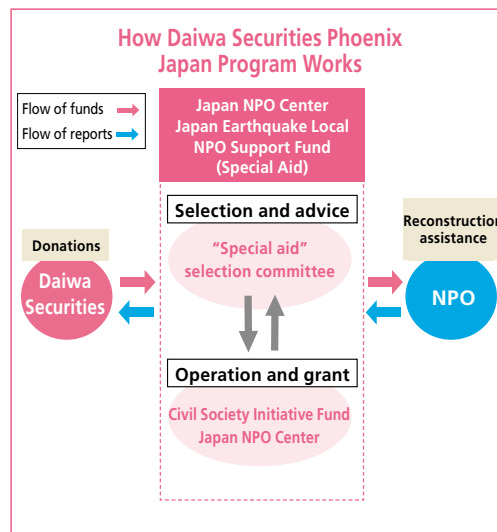 How Daiwa Securities Phoenix
Japan Program Works
Flow of funds
Flow of reports
Japan NPO Center
Japan Earthquake Local
NPO Support Fund
(Special Aid)
Selection and advice
“Special aid”
selection committee
Donations
Daiwa
Securities
Reconstruction
assistance
NPO
Operation and grant
Civil Society Initiative Fund
Japan NPO Center